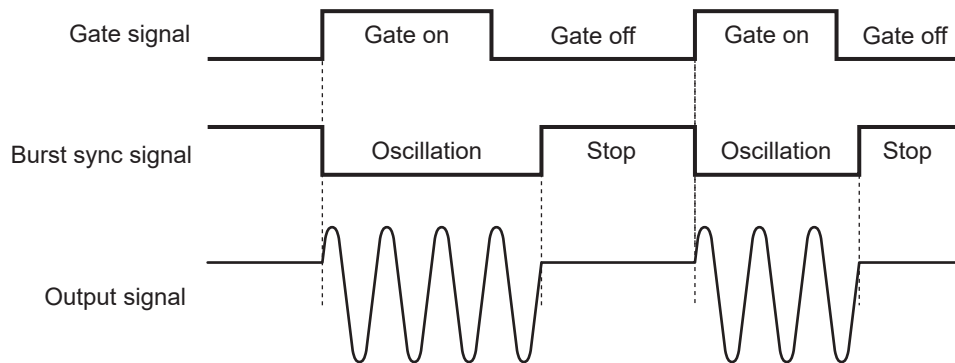 Gate signal Gate on Gate off Gate on Gate off
Burst sync signal Oscillation Stop Oscillation Stop
Output signal